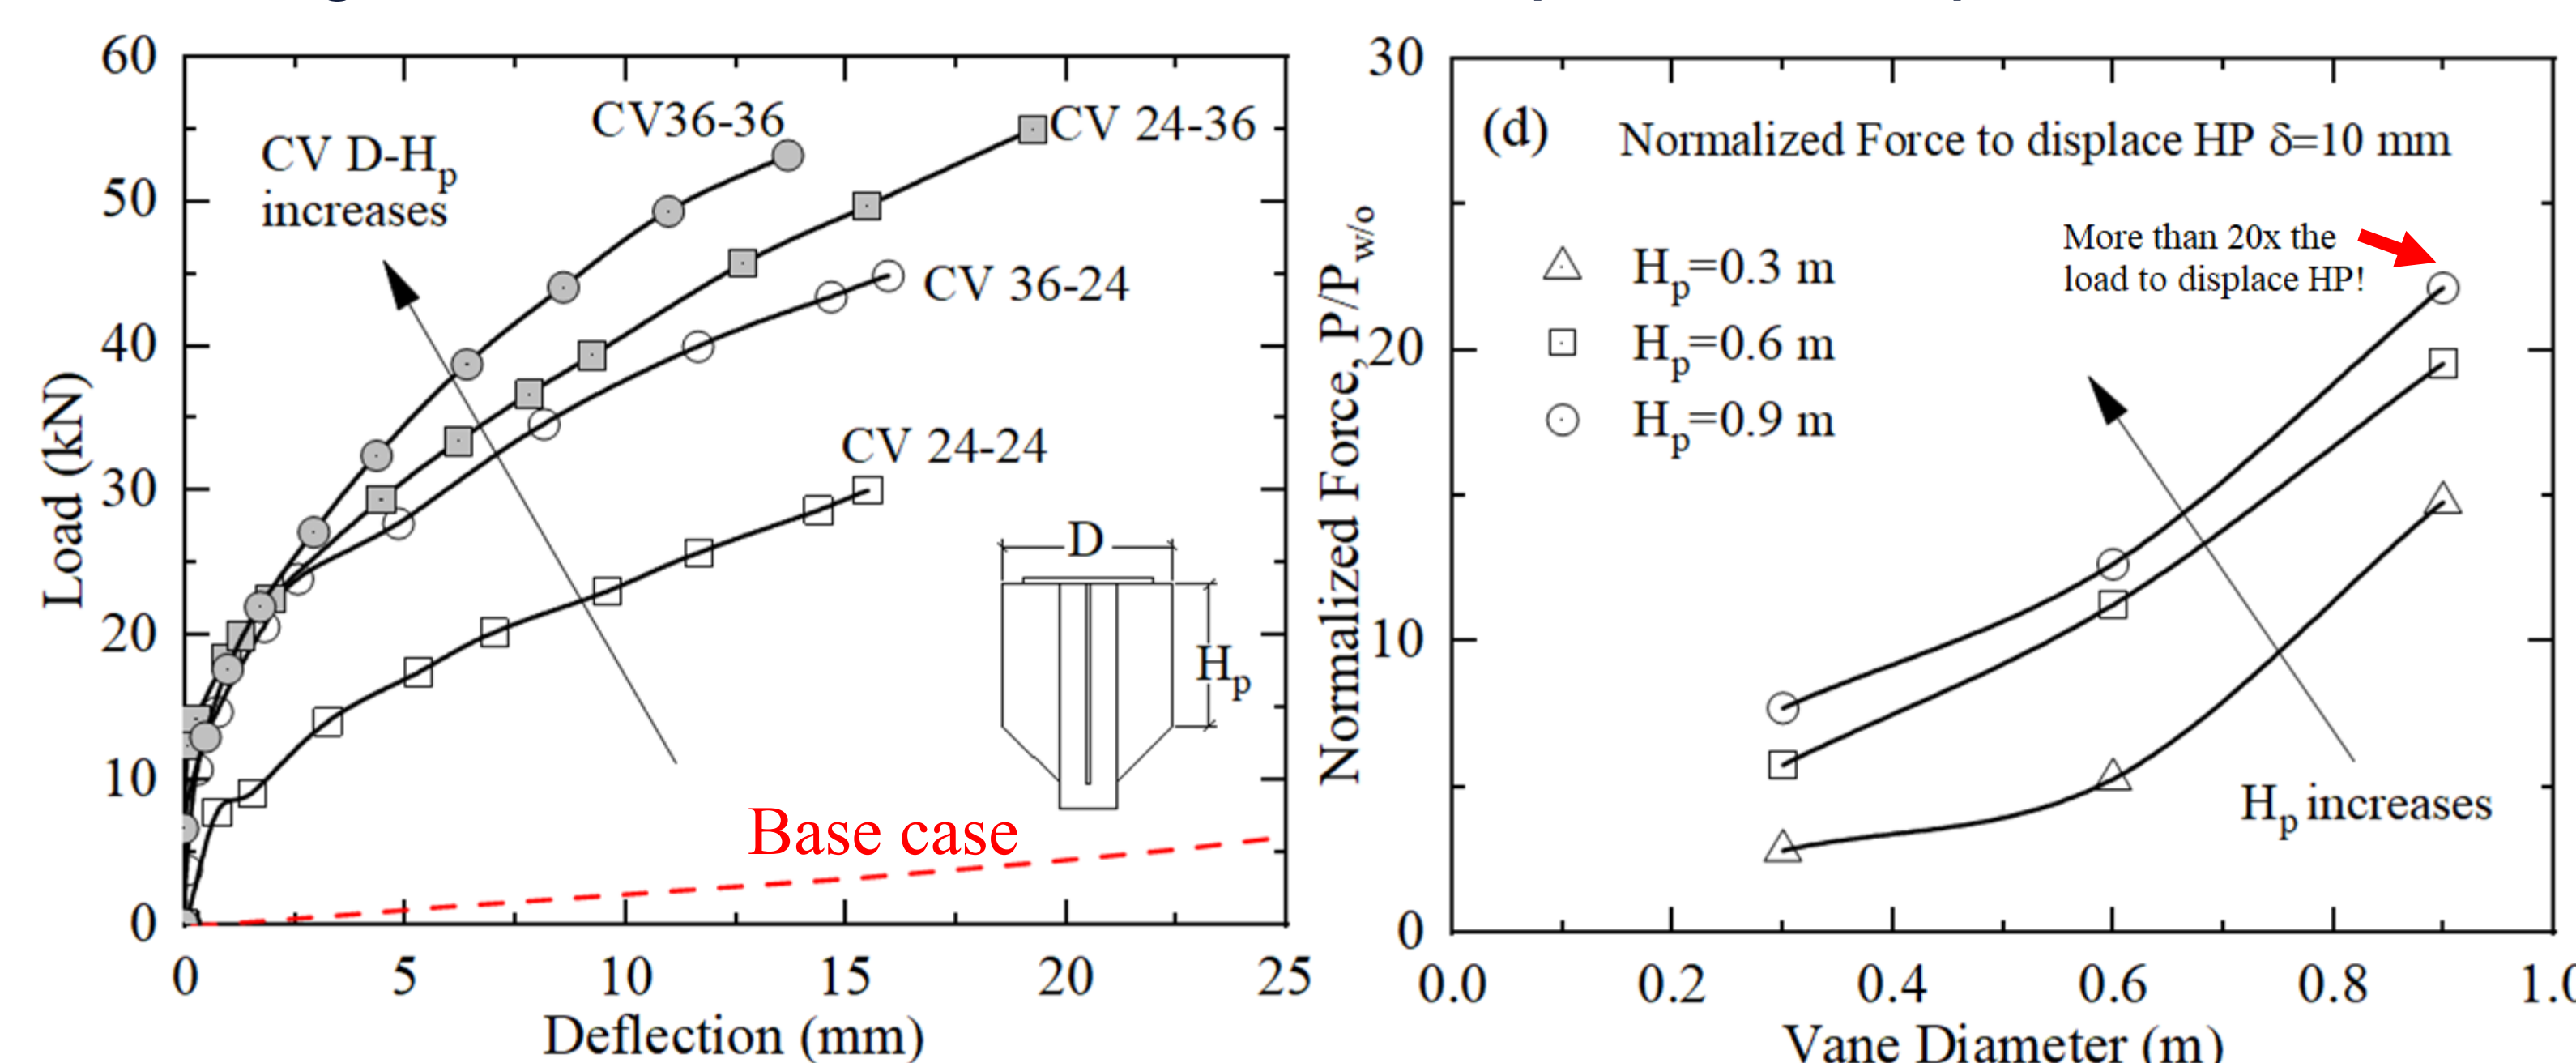 60
50
40
30
20
10
0
Load (kN)
CV D-Hp
increases
CV36-36
CV 24-36
CV 36-24
CV 24-24
D
Hp
Base case
0 5 10 15 20 25
Deflection (mm)
30
20
10
0
Normalized Force, P/Pw/o
(d) Normalized Force to displace HP δ=10 mm
More than 20x the
load to displace HP!
Hp=0.3 m
Hp=0.6 m
Hp=0.9 m
Hp increases
0.0 0.2 0.4 0.6 0.8
Vane Diameter (m)